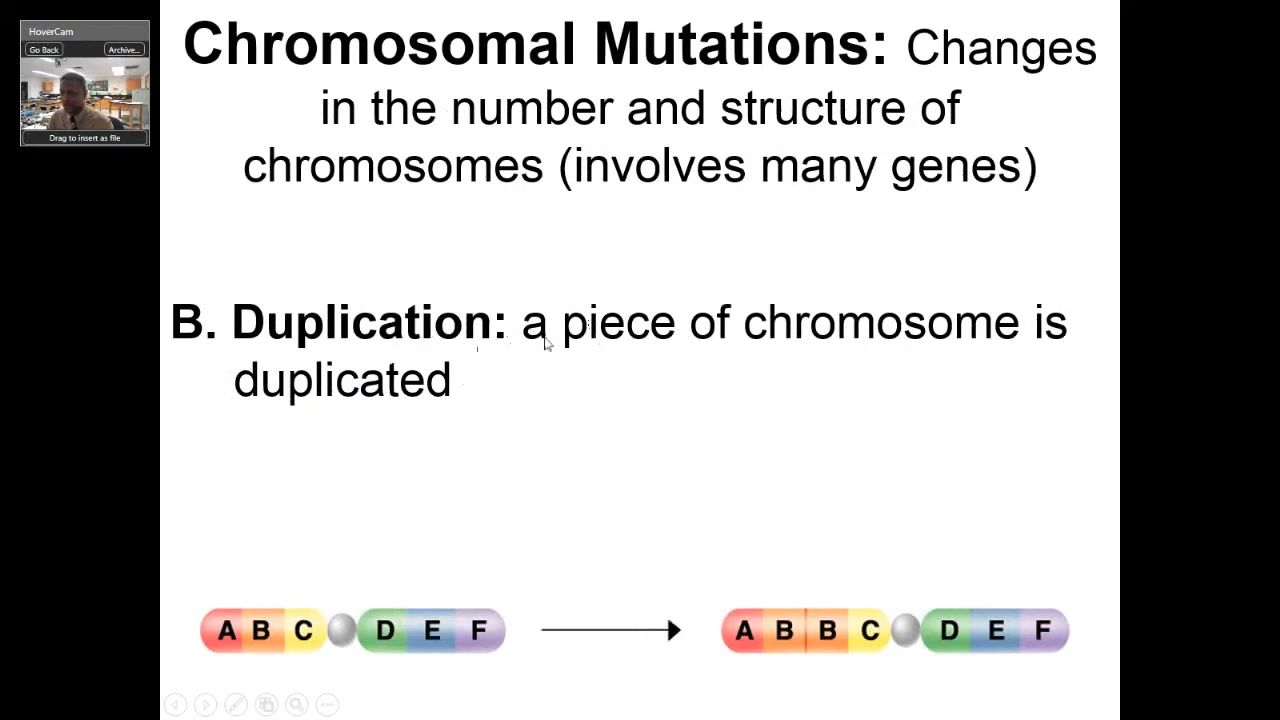 HoverCam
Go Back Archive...
Drag to insert as file
Chromosomal Mutations: Changes
in the number and structure of
chromosomes (involves many genes)
B. Duplication: a piece of chromosome is
duplicated
A B C D E F A B B C D E F